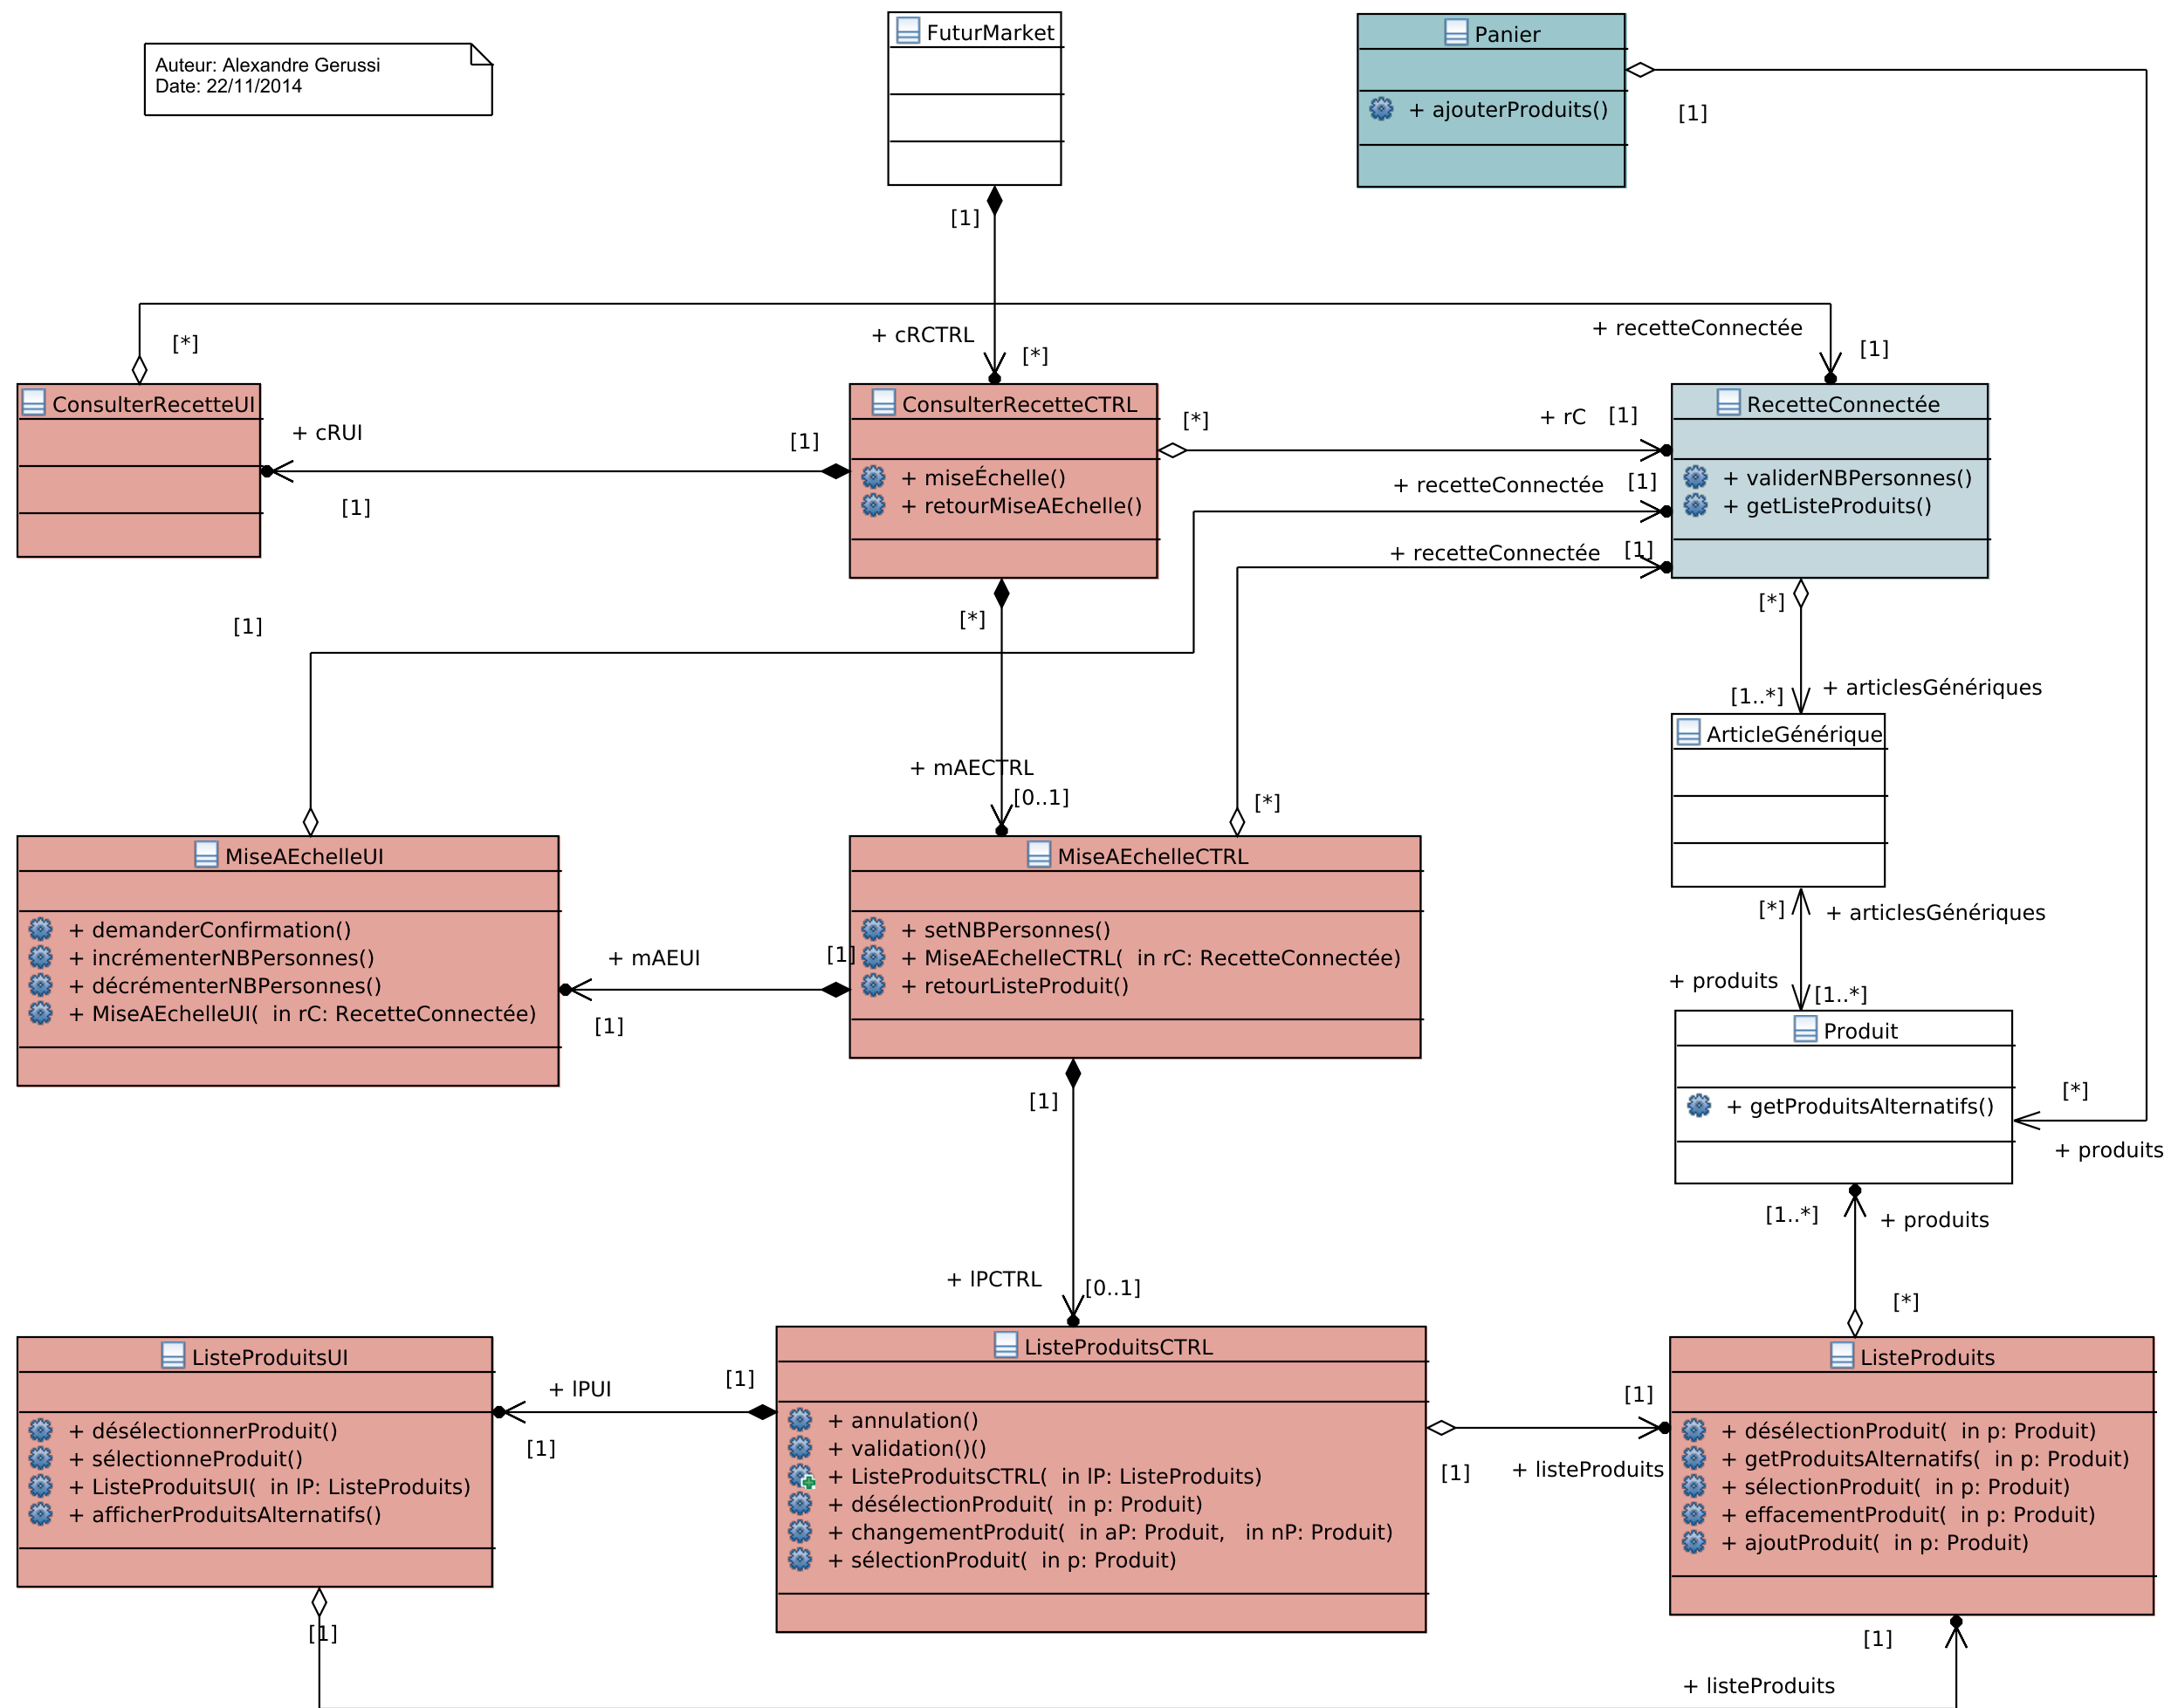 Auteur: Alexandre Gerussi
Date: 22/11/2014
FuturMarket
Panier
+ ajouterProduits()
[1]
[1]
+ cRCTRL
[*]
[*]
+ recetteConnectée
[1]
ConsulterRecetteUI
+ cRUI
[1]
[1]
ConsulterRecetteCTRL
+ miseÉchelle()
+ retourMiseAEchelle()
[*]
+ rC
[1]
+ recetteConnectée
[1]
+ recetteConnectée
[1]
RecetteConnectée
+ validerNBPersonnes()
+ getListeProduits()
[1]
[*]
[*]
[1..*]
+ articlesGénériques
+ mAECTRL
[0..1]
[*]
ArticleGénérique
MiseAEchelleUI
+ demanderConfirmation()
+ incrémenterNBPersonnes()
+ décrémenterNBPersonnes()
+ MiseAEchelleUI(  in rC: RecetteConnectée)
+ mAEUI
[1]
[1]
MiseAEchelleCTRL
+ setNBPersonnes()
+ MiseAEchelleCTRL(  in rC: RecetteConnectée)
+ retourListeProduit()
[*]
+ articlesGénériques
+ produits
[1..*]
Produit
+ getProduitsAlternatifs()
[*]
+ produits
[1]
+ lPCTRL
[0..1]
[1..*]
+ produits
[*]
ListeProduitsUI
+ désélectionnerProduit()
+ sélectionneProduit()
+ ListeProduitsUI(  in lP: ListeProduits)
+ afficherProduitsAlternatifs()
+ lPUI
[1]
[1]
ListeProduitsCTRL
+ annulation()
+ validation()()
+ ListeProduitsCTRL(  in lP: ListeProduits)
+ désélectionProduit(  in p: Produit)
+ changementProduit(  in aP: Produit,   in nP: Produit)
+ sélectionProduit(  in p: Produit)
[1]
[1]
+ listeProduits
ListeProduits
+ désélectionProduit(  in p: Produit)
+ getProduitsAlternatifs(  in p: Produit)
+ sélectionProduit(  in p: Produit)
+ effacementProduit(  in p: Produit)
+ ajoutProduit(  in p: Produit)
[1]
[1]
+ listeProduits